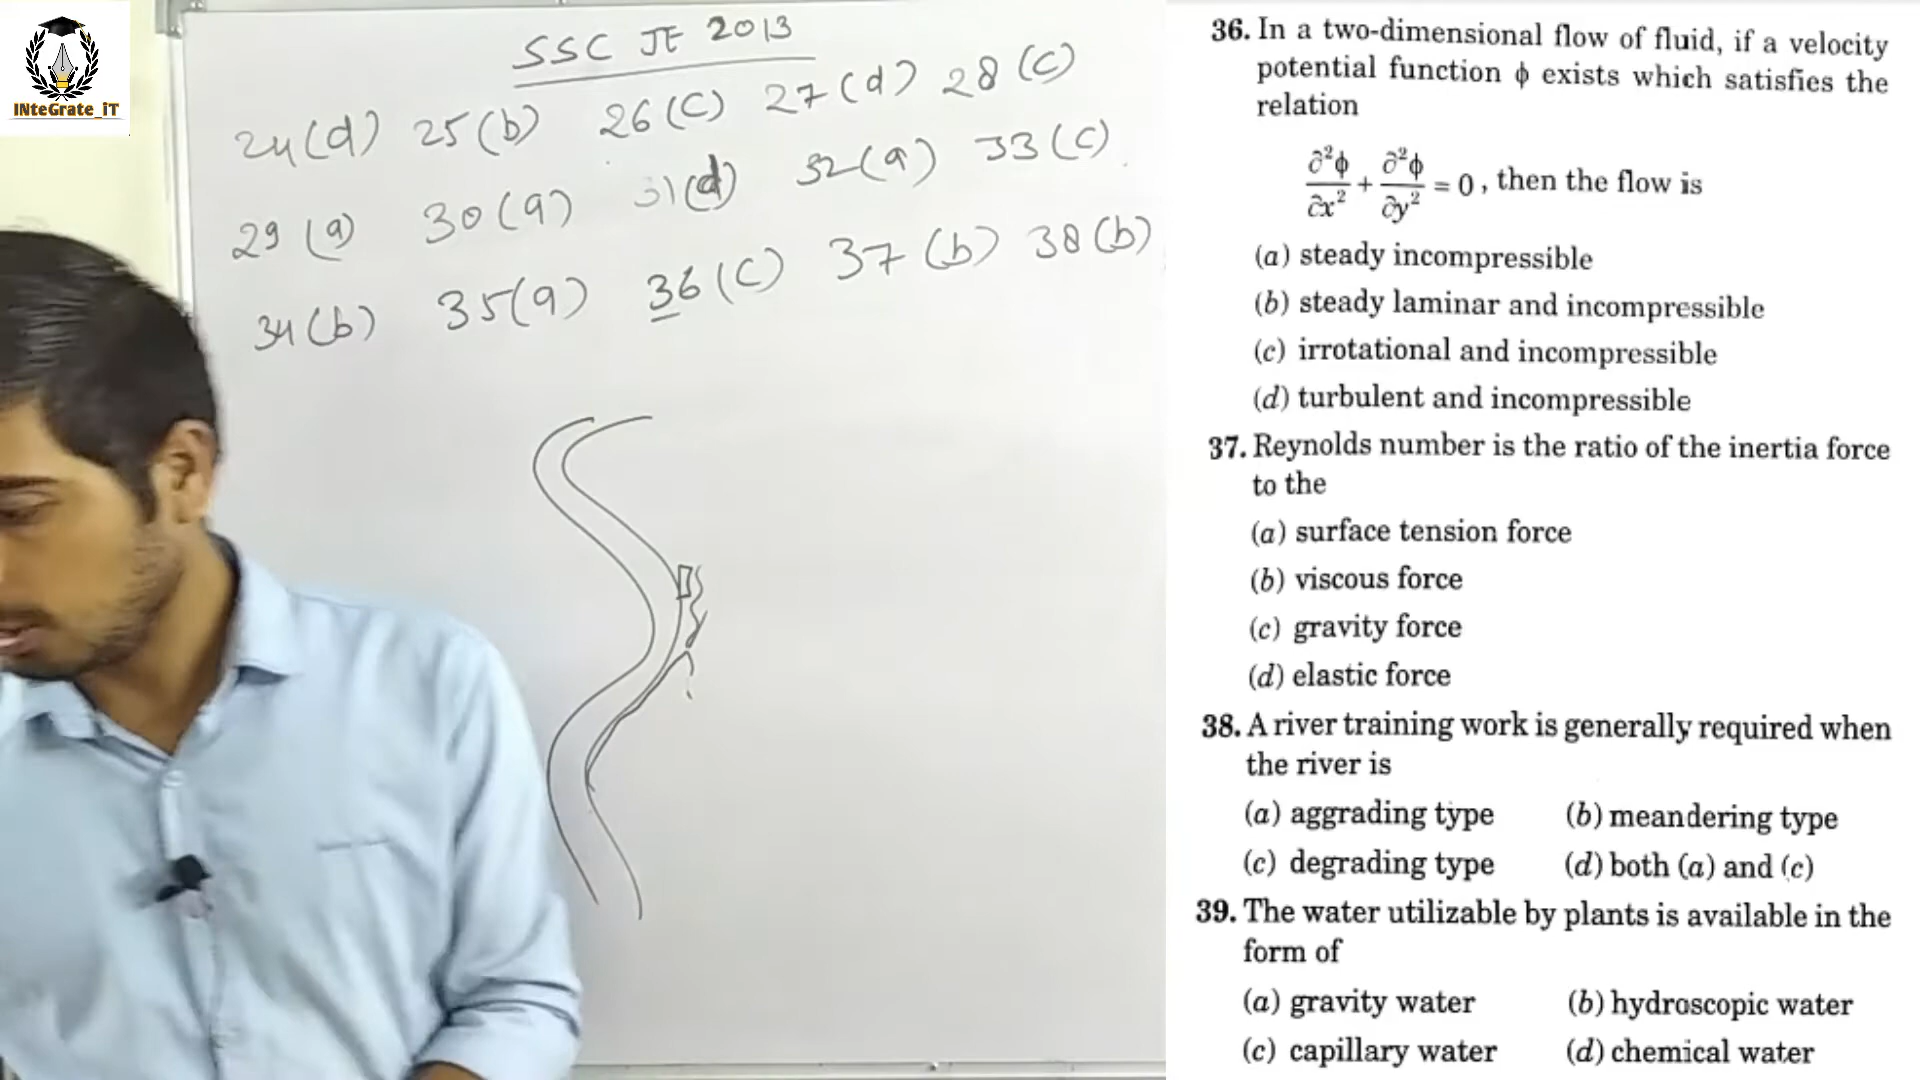 INteGrate_iT
SSC JE 2013
24(d) 25(b) 26(C) 27(d) 28(C)
29(a) 30(a) 31(d) 32(a) 33(C)
34(b) 35(a) 36(C) 37(b) 38(b)
36. In a two-dimensional flow of fluid, if a velocity
potential function ϕ exists which satisfies the
relation
∂²ϕ/∂x² + ∂²ϕ/∂y² = 0, then the flow is
(a) steady incompressible
(b) steady laminar and incompressible
(c) irrotational and incompressible
(d) turbulent and incompressible
37. Reynolds number is the ratio of the inertia force
to the
(a) surface tension force
(b) viscous force
(c) gravity force
(d) elastic force
38. A river training work is generally required when
the river is
(a) aggrading type (b) meandering type
(c) degrading type (d) both (a) and (c)
39. The water utilizable by plants is available in the
form of
(a) gravity water (b) hydroscopic water
(c) capillary water (d) chemical water